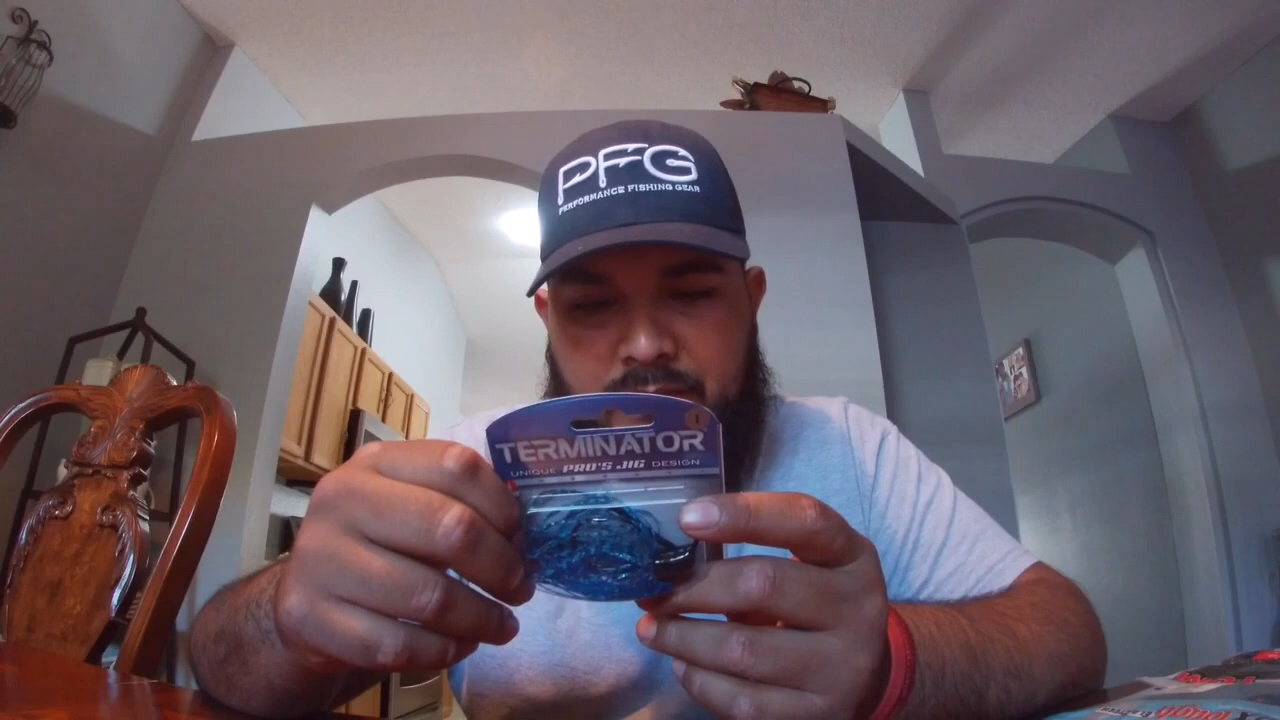 PFG
PERFORMANCE FISHING GEAR
TERMINATOR
UNIQUE PRO'S JIG DESIGN